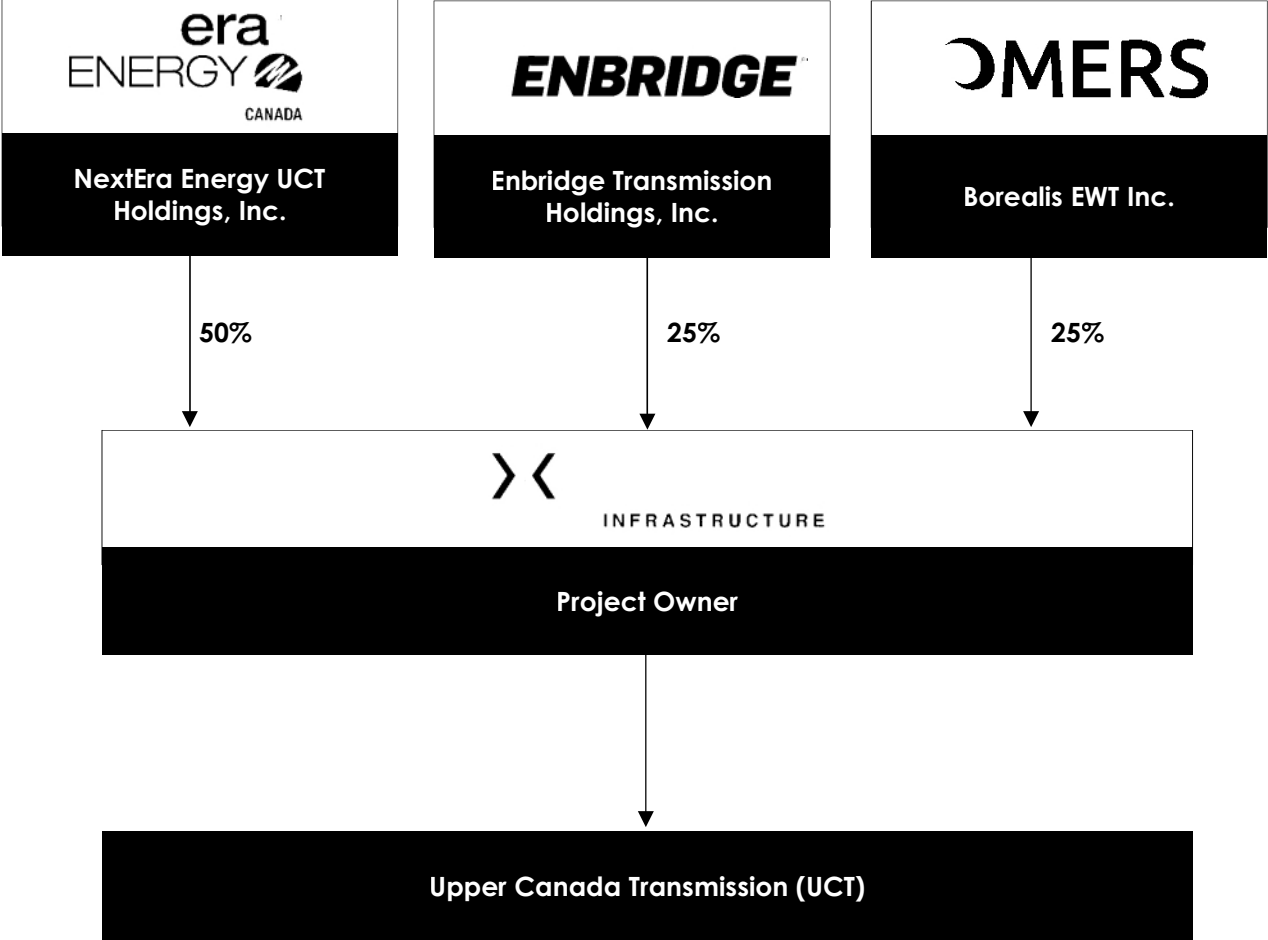 era
ENERGY
CANADA
ENBRIDGE
OMERS
NextEra Energy UCT
Holdings, Inc.
Enbridge Transmission
Holdings, Inc.
Borealis EWT Inc.
50%
25%
25%
INFRASTRUCTURE
Project Owner
Upper Canada Transmission (UCT)